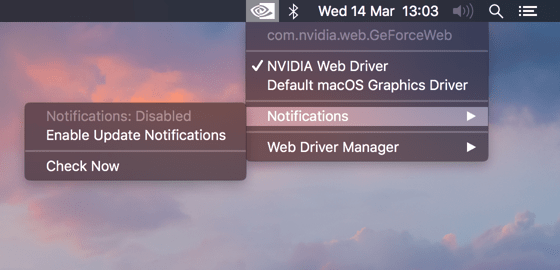 Wed 14 Mar 13:03
com.nvidia.web.GeForceWeb
NVIDIA Web Driver
Default macOS Graphics Driver
Notifications
Web Driver Manager
Notifications: Disabled
Enable Update Notifications
Check Now